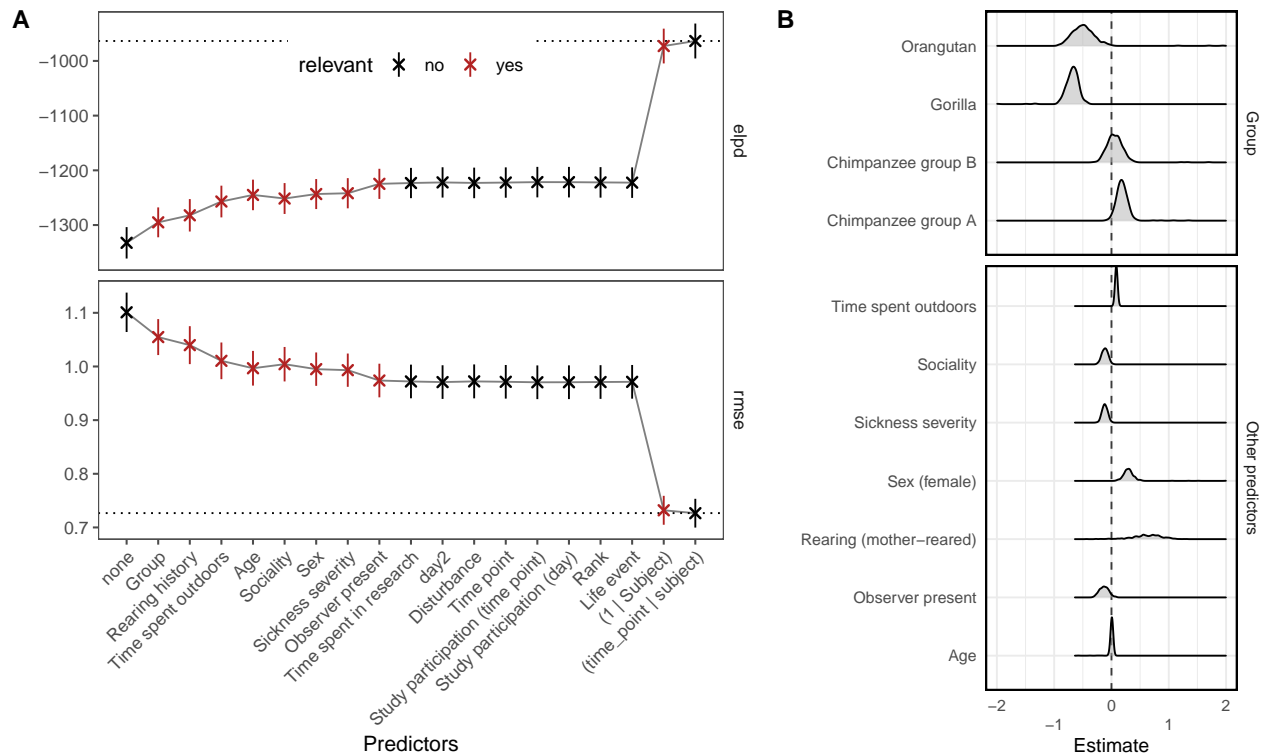 A
relevant no yes
−1000
−1100
−1200
−1300
elpd
1.1
1.0
0.9
0.8
0.7
rmse
none
Group
Rearing history
Time spent outdoors
Age
Sociality
Sex
Sickness severity
Observer present
Time spent in research
day2
Disturbance
Time point
Study participation (time point)
Study participation (day)
Rank
Life event
(1 | Subject)
(time_point | subject)
Predictors
B
Orangutan
Gorilla
Chimpanzee group B
Chimpanzee group A
Group
Time spent outdoors
Sociality
Sickness severity
Sex (female)
Rearing (mother−reared)
Observer present
Age
Other predictors
−2 0 2
−1 1
Estimate